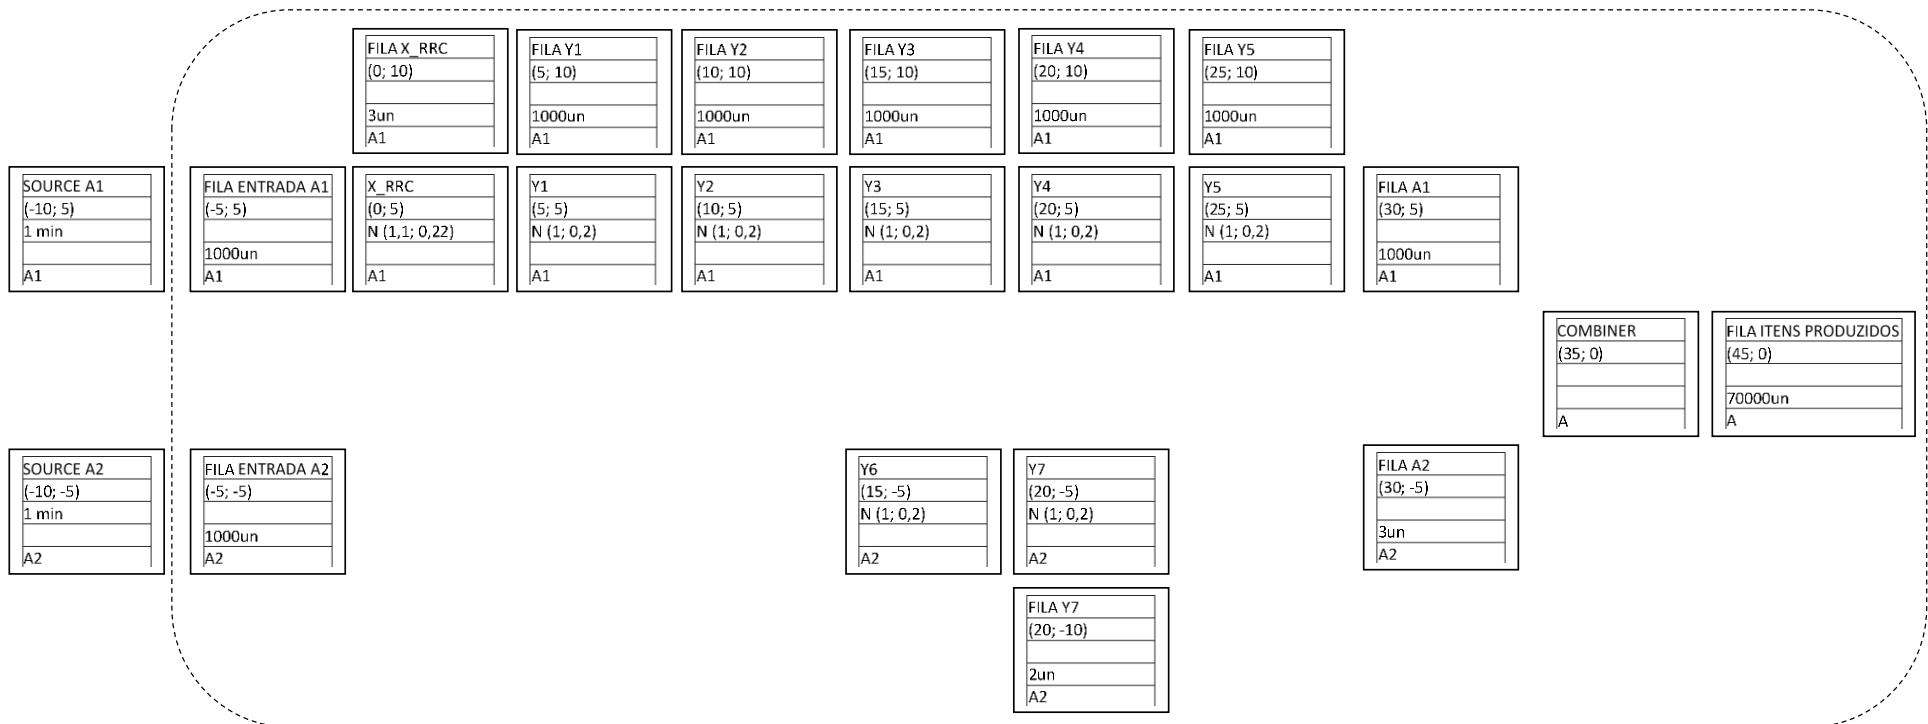 FILA X_RRC
(0; 10)
3un
A1
FILA Y1
(5; 10)
1000un
A1
FILA Y2
(10; 10)
1000un
A1
FILA Y3
(15; 10)
1000un
A1
FILA Y4
(20; 10)
1000un
A1
FILA Y5
(25; 10)
1000un
A1
SOURCE A1
(-10; 5)
1 min
A1
FILA ENTRADA A1
(-5; 5)
1000un
A1
X_RRC
(0; 5)
N (1,1; 0,22)
A1
Y1
(5; 5)
N (1; 0,2)
A1
Y2
(10; 5)
N (1; 0,2)
A1
Y3
(15; 5)
N (1; 0,2)
A1
Y4
(20; 5)
N (1; 0,2)
A1
Y5
(25; 5)
N (1; 0,2)
A1
FILA A1
(30; 5)
1000un
A1
COMBINER
(35; 0)
A
FILA ITENS PRODUZIDOS
(45; 0)
70000un
A
SOURCE A2
(-10; -5)
1 min
A2
FILA ENTRADA A2
(-5; -5)
1000un
A2
Y6
(15; -5)
N (1; 0,2)
A2
Y7
(20; -5)
N (1; 0,2)
A2
FILA A2
(30; -5)
3un
A2
FILA Y7
(20; -10)
2un
A2